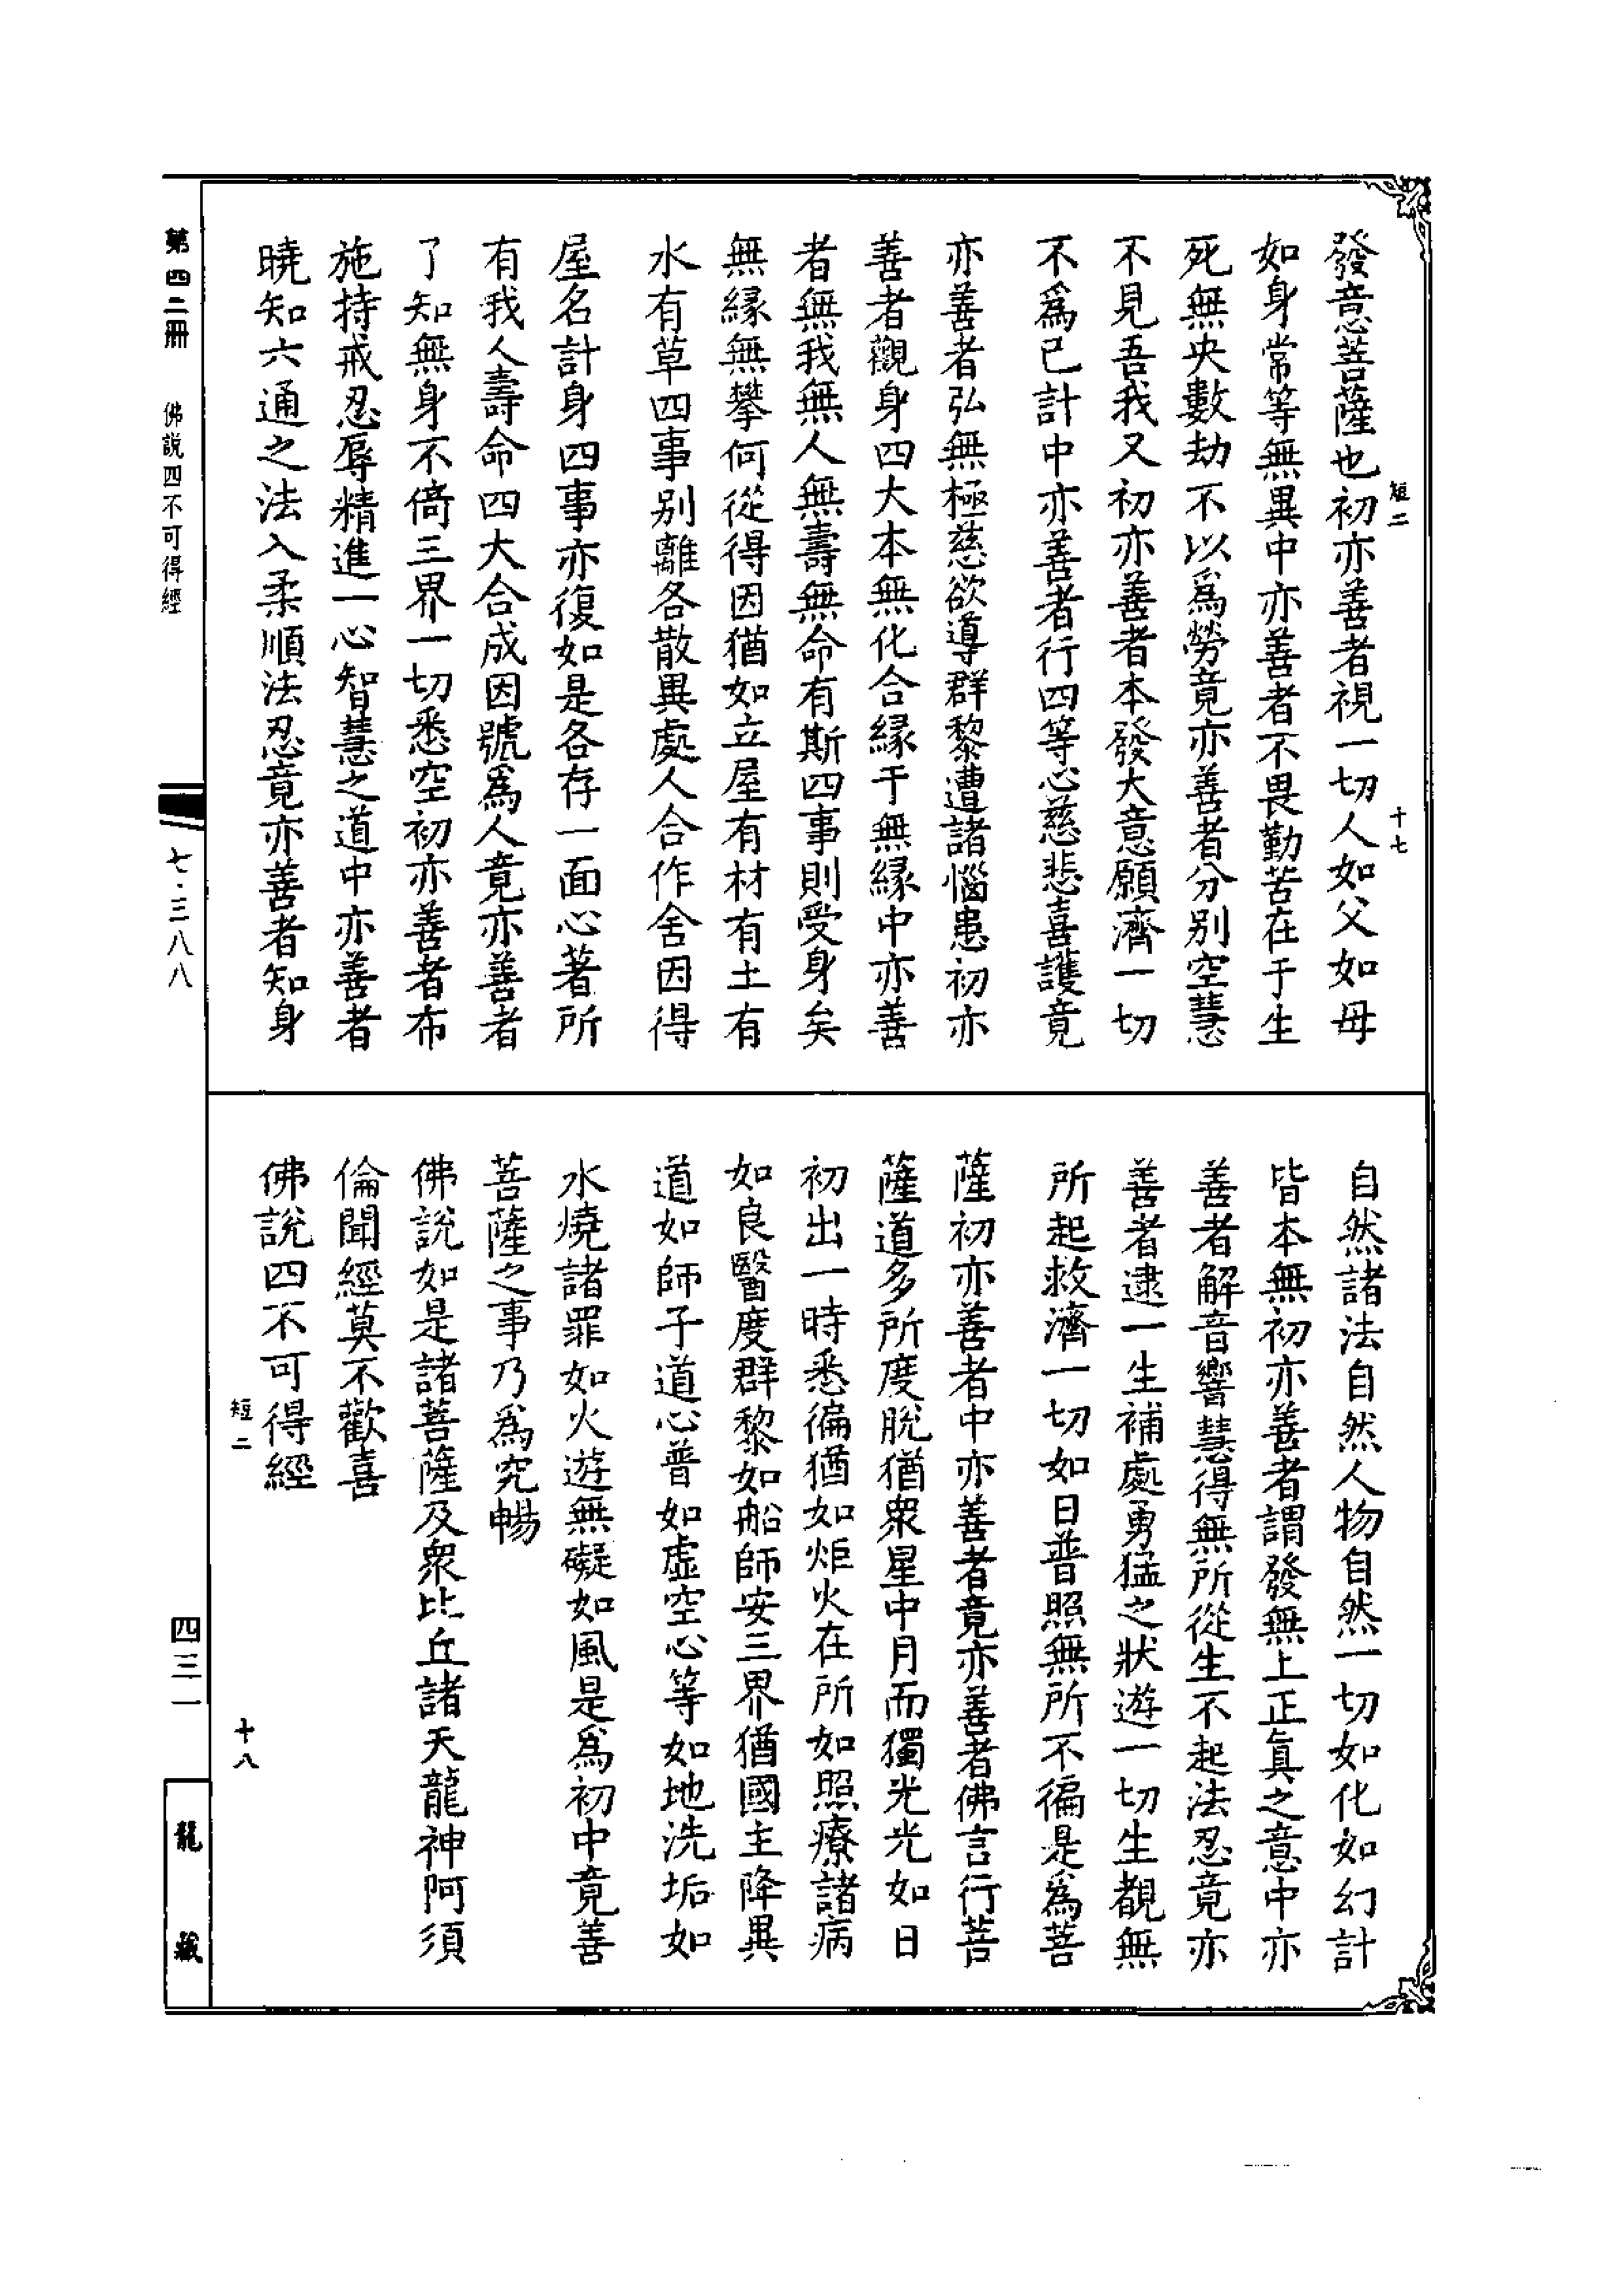 短二
十七
發意菩薩也初亦善者視一切人如父如母
如身常等無異中亦善者不畏勤苦在于生
死無央數劫不以爲勞竟亦善者分別空慧
不見吾我又初亦善者本發大意願濟一切
不爲己計中亦善者行四等心慈悲喜護竟
亦善者弘無極慈欲導群黎遭諸惱患初亦
善者觀身四大本無化合緣于無緣中亦善
者無我無人無壽無命有斯四事則受身矣
無緣無攀何從得因猶如立屋有材有土有
水有草四事別離各散異處人合作舍因得
屋名計身四事亦復如是各存一面心著所
有我人壽命四大合成因號爲人竟亦善者
了知無身不倚三界一切悉空初亦善者布
施持戒忍辱精進一心智慧之道中亦善者
曉知六通之法入柔順法忍竟亦善者知身
自然諸法自然人物自然一切如化如幻計
皆本無初亦善者謂發無上正眞之意中亦
善者解音響慧得無所從生不起法忍竟亦
善者逮一生補處勇猛之狀遊一切生覩無
所起救濟一切如日普照無所不徧是爲菩
薩初亦善者中亦善者竟亦善者佛言行菩
薩道多所度脫猶衆星中月而獨光光如日
初出一時悉徧猶如炬火在所如照療諸病
如良醫度群黎如船師安三界猶國主降異
道如師子道心普如虛空心等如地洗垢如
水燒諸罪如火遊無礙如風是爲初中竟善
菩薩之事乃爲究暢
佛說如是諸菩薩及衆比丘諸天龍神阿須
倫聞經莫不歡喜
佛說四不可得經
短二
十八
第四二冊
佛說四不可得經
七·三八八
四三一
龍藏